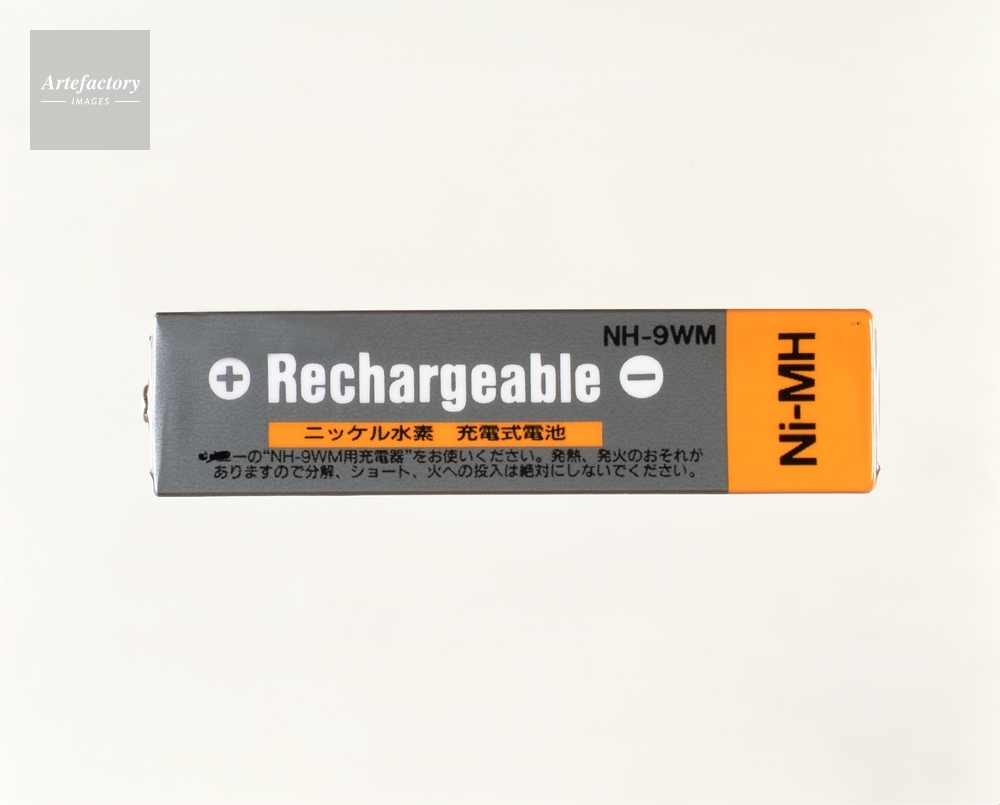 Artefactory
IMAGES
NH-9WM
+ Rechargeable −
Ni-MH
ニッケル水素 充電式電池
ーの“NH-9WM用充電器”をお使いください。発熱、発火のおそれが
ありますので分解、ショート、火への投入は絶対にしないでください。